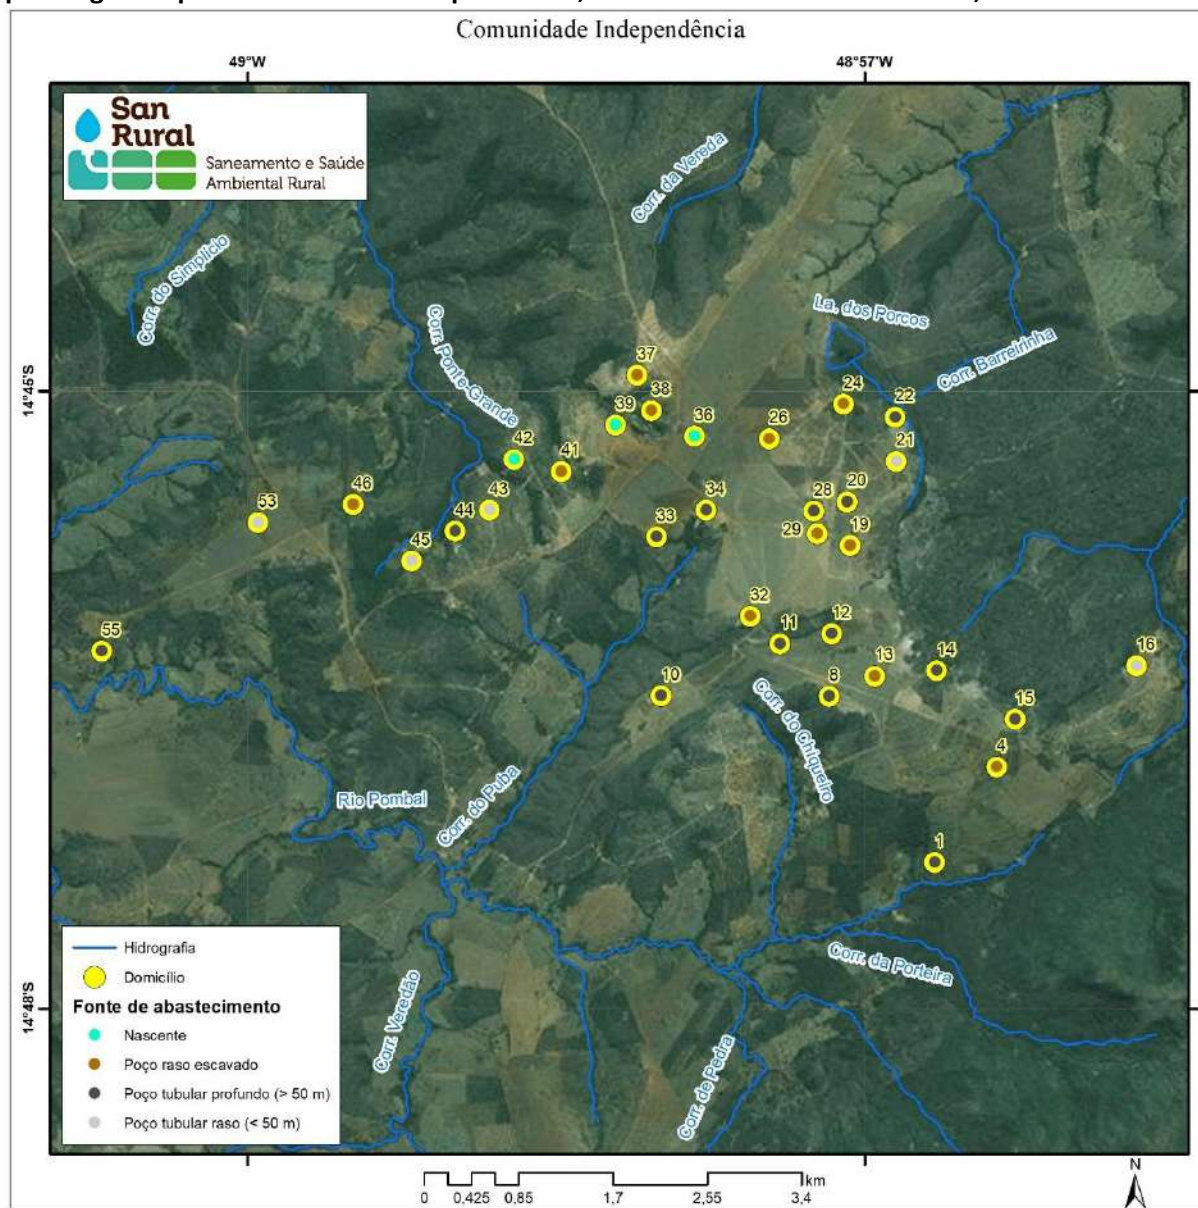 Comunidade Independência
49°W
48°57'W
San
Rural
Saneamento e Saúde
Ambiental Rural
Corr. da Vereda
Corr. do Simplício
Corr. Ponte-Grande
La. dos Porcos
Corr. Barreirinha
14°45'S
37
38
39
36
24
22
26
42
41
21
46
43
34
28
20
53
44
33
29
19
45
32
12
11
55
14
16
13
10
8
15
Corr. do Chiqueiro
4
Rio Pombal
Corr. do Puba
1
Hidrografia
Domicílio
Fonte de abastecimento
Nascente
Poço raso escavado
Poço tubular profundo (> 50 m)
Poço tubular raso (< 50 m)
Corr. Veredão
Corr. da Porteira
Corr. de Pedra
14°48'S
km
0 0,425 0,85 1,7 2,55 3,4
N